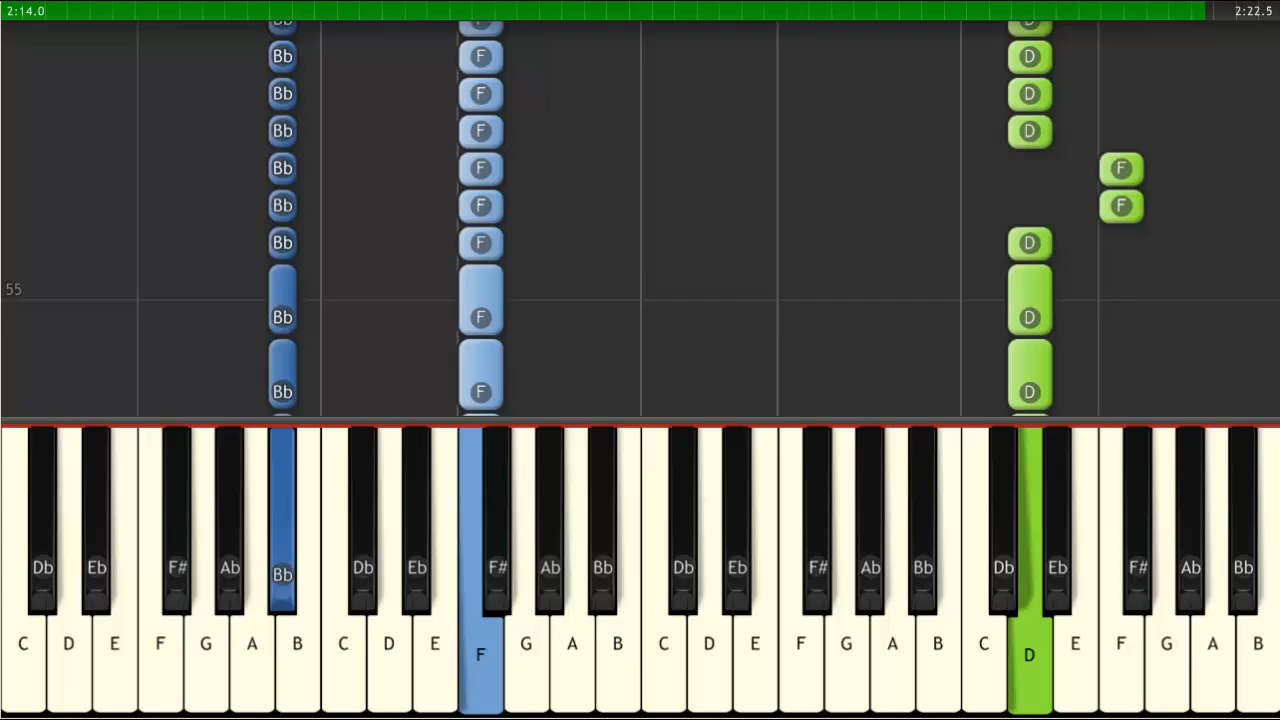 2:14.0 2:22.5
Bb F D
Bb F D
Bb F D
Bb F D
Bb F F
Bb F F
Bb F D
55
Bb F D
Bb F D
Db Eb F# Ab Bb Db Eb F# Ab Bb Db Eb F# Ab Bb Db Eb F# Ab Bb
C D E F G A B C D E F G A B C D E F G A B C D E F G A B